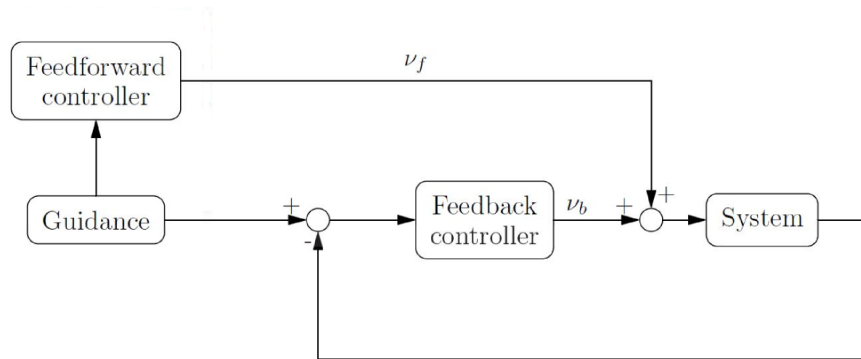 Feedforward
controller
ν_f
Guidance
+
-
Feedback
controller
ν_b
+
+
System